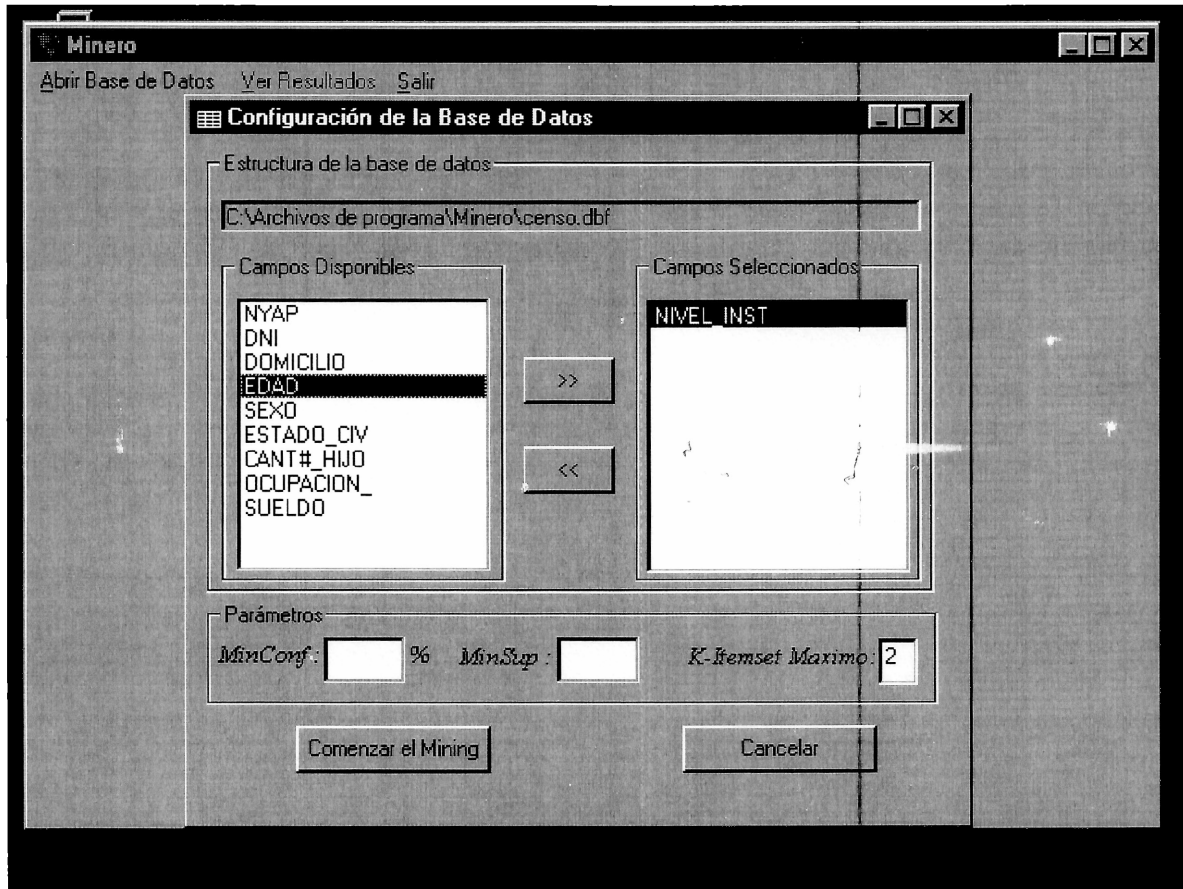 Minero
Abrir Base de Datos Ver Resultados Salir
Configuración de la Base de Datos
Estructura de la base de datos
C:\Archivos de programa\Minero\censo.dbf
Campos Disponibles
NYAP
DNI
DOMICILIO
EDAD
SEXO
ESTADO_CIV
CANT#_HIJO
OCUPACION_
SUELDO
>>
<<
Campos Seleccionados
NIVEL_INST
Parámetros
MinConf.: % MinSup : K-Itemset Maximo: 2
Comenzar el Mining Cancelar